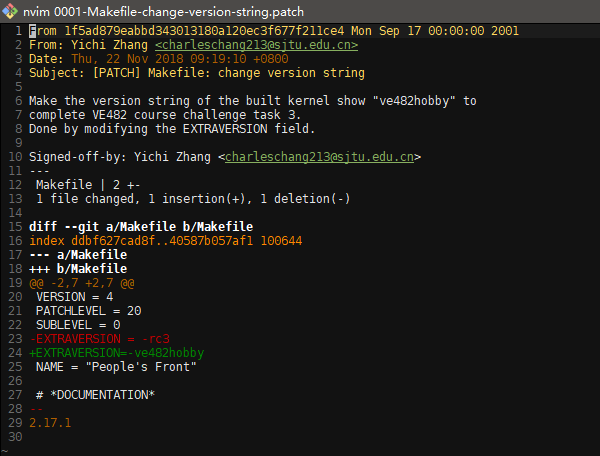 nvim 0001-Makefile-change-version-string.patch
1 From 1f5ad879eabbd343013180a120ec3f677f211ce4 Mon Sep 17 00:00:00 2001
2 From: Yichi Zhang <charleschang213@sjtu.edu.cn>
3 Date: Thu, 22 Nov 2018 09:19:10 +0800
4 Subject: [PATCH] Makefile: change version string
5
6 Make the version string of the built kernel show "ve482hobby" to
7 complete VE482 course challenge task 3.
8 Done by modifying the EXTRAVERSION field.
9
10 Signed-off-by: Yichi Zhang <charleschang213@sjtu.edu.cn>
11 ---
12  Makefile | 2 +-
13  1 file changed, 1 insertion(+), 1 deletion(-)
14
15 diff --git a/Makefile b/Makefile
16 index ddbf627cad8f..40587b057af1 100644
17 --- a/Makefile
18 +++ b/Makefile
19 @@ -2,7 +2,7 @@
20  VERSION = 4
21  PATCHLEVEL = 20
22  SUBLEVEL = 0
23 -EXTRAVERSION = -rc3
24 +EXTRAVERSION=-ve482hobby
25  NAME = "People's Front"
26
27  # *DOCUMENTATION*
28 --
29 2.17.1
30
~